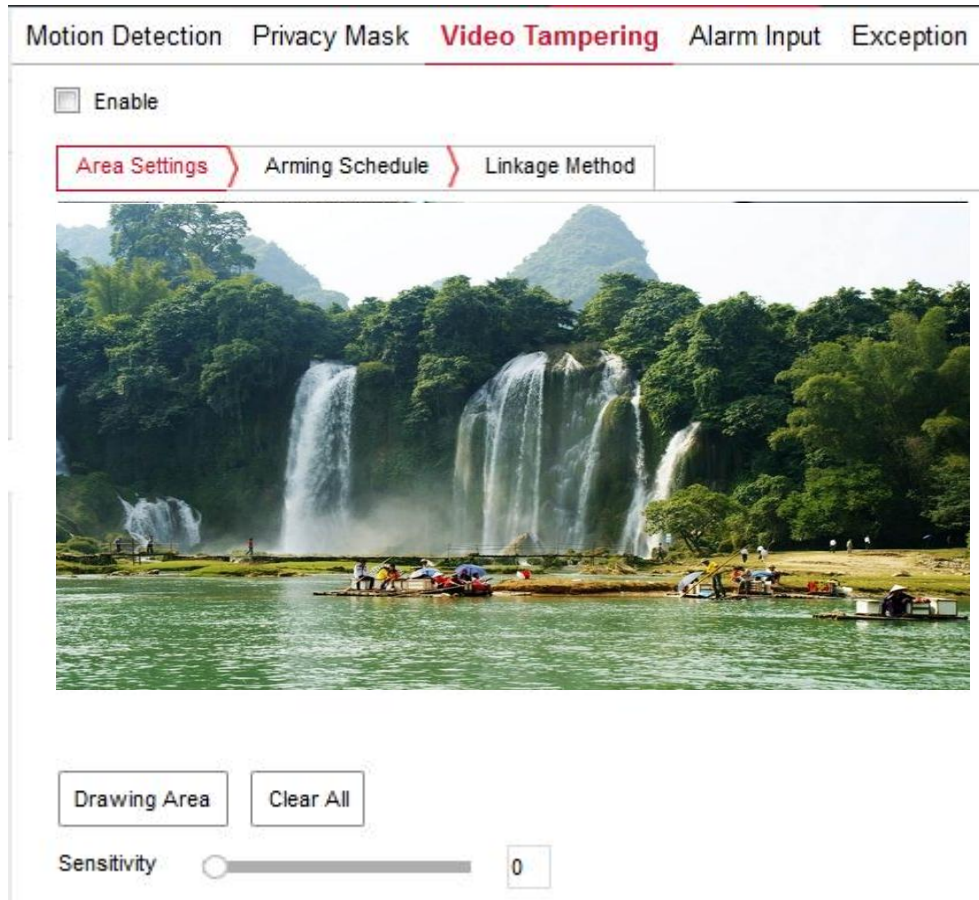 Motion Detection Privacy Mask Video Tampering Alarm Input Exception
Enable
Area Settings Arming Schedule Linkage Method
Drawing Area Clear All
Sensitivity 0